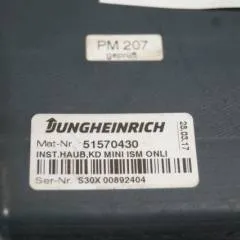 PM 207
geprüft
JUNGHEINRICH
Mat-Nr. 51570430
INST.HAUB,KD MINI ISM ONLI
Ser-Nr. S30X 00892404
28.03.17